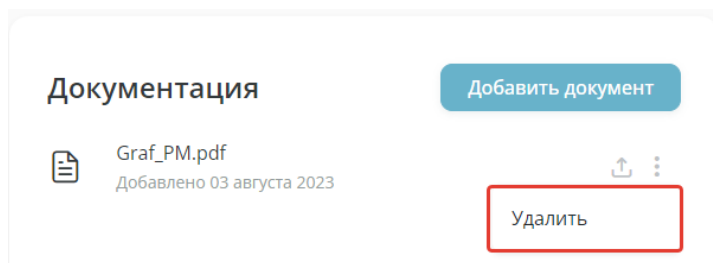 Документация
Добавить документ
Graf_PM.pdf
Добавлено 03 августа 2023
Удалить